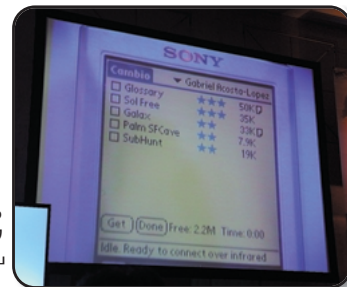 SONY
Cambio Gabriel Acosta-Lopez
Glossary ★★★ 50K
Sol Free ★★★ 35K
Galax ★★ 33K
Palm SFCave ★★ 7.9K
SubHunt ★★ 19K
Get Done Free: 2.2M Time: 0:00
Idle. Ready to connect over infrared